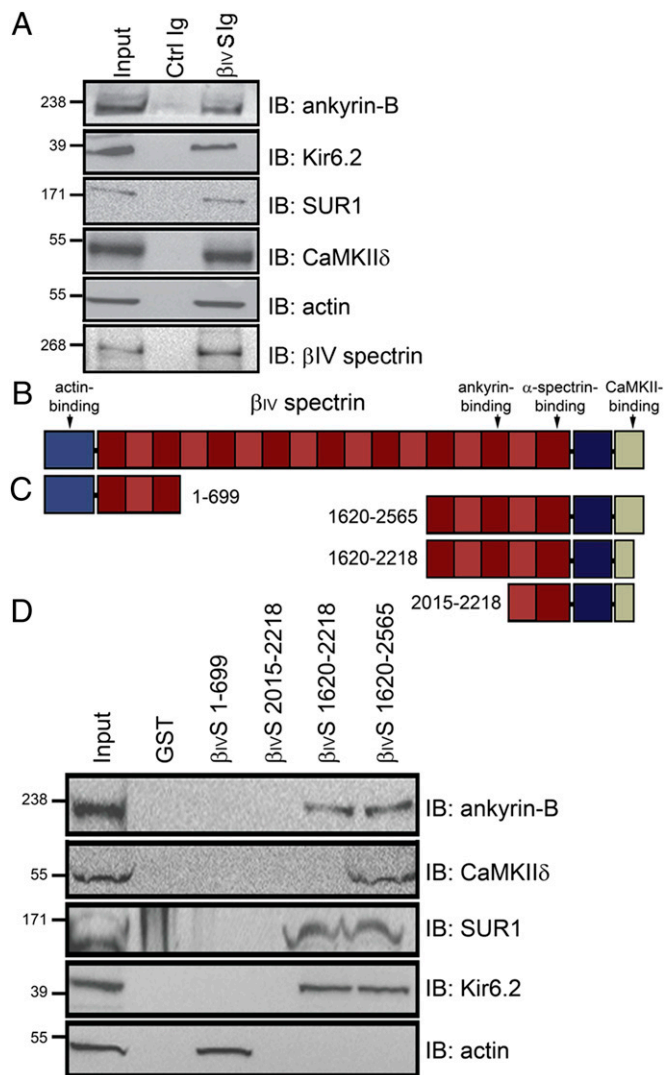 A
Input
Ctrl Ig
βIVS Ig
238
IB: ankyrin-B
39
IB: Kir6.2
171
IB: SUR1
55
IB: CaMKIIδ
55
IB: actin
268
IB: βIV spectrin
B
actin-
binding
βIV spectrin
ankyrin-
binding
α-spectrin-
binding
CaMKII-
binding
C
1-699
1620-2565
1620-2218
2015-2218
D
Input
GST
βIVS 1-699
βIVS 2015-2218
βIVS 1620-2218
βIVS 1620-2565
238
IB: ankyrin-B
55
IB: CaMKIIδ
171
IB: SUR1
39
IB: Kir6.2
55
IB: actin